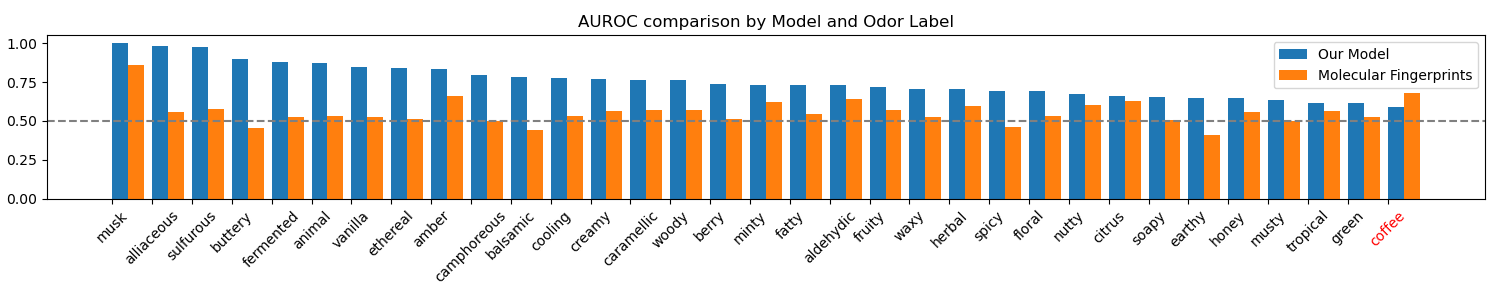 AUROC comparison by Model and Odor Label
1.00
0.75
0.50
0.25
0.00
Our Model
Molecular Fingerprints
musk
alliaceous
sulfurous
buttery
fermented
animal
vanilla
ethereal
amber
camphoreous
balsamic
cooling
creamy
caramellic
woody
berry
minty
fatty
aldehydic
fruity
waxy
herbal
spicy
floral
nutty
citrus
soapy
earthy
honey
musty
tropical
green
coffee